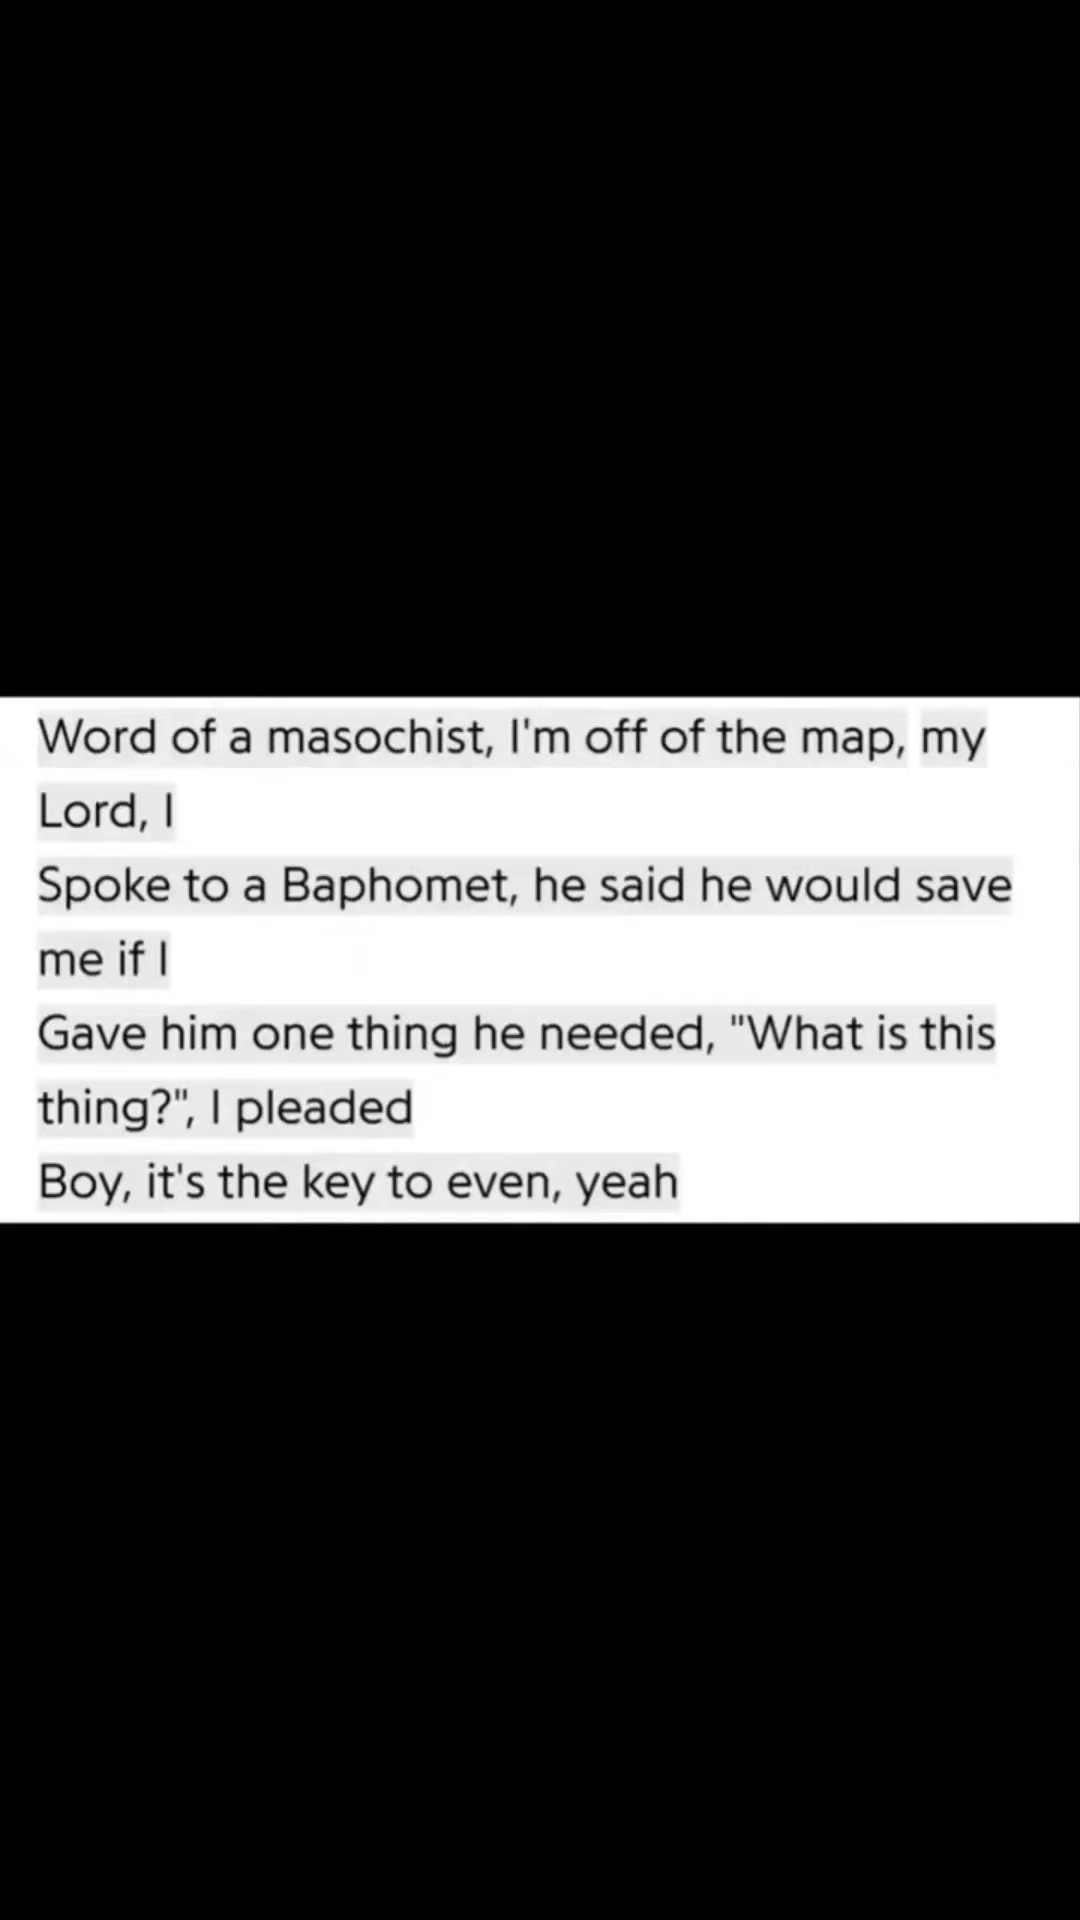 Word of a masochist, I'm off of the map, my
Lord, I
Spoke to a Baphomet, he said he would save
me if I
Gave him one thing he needed, "What is this
thing?", I pleaded
Boy, it's the key to even, yeah